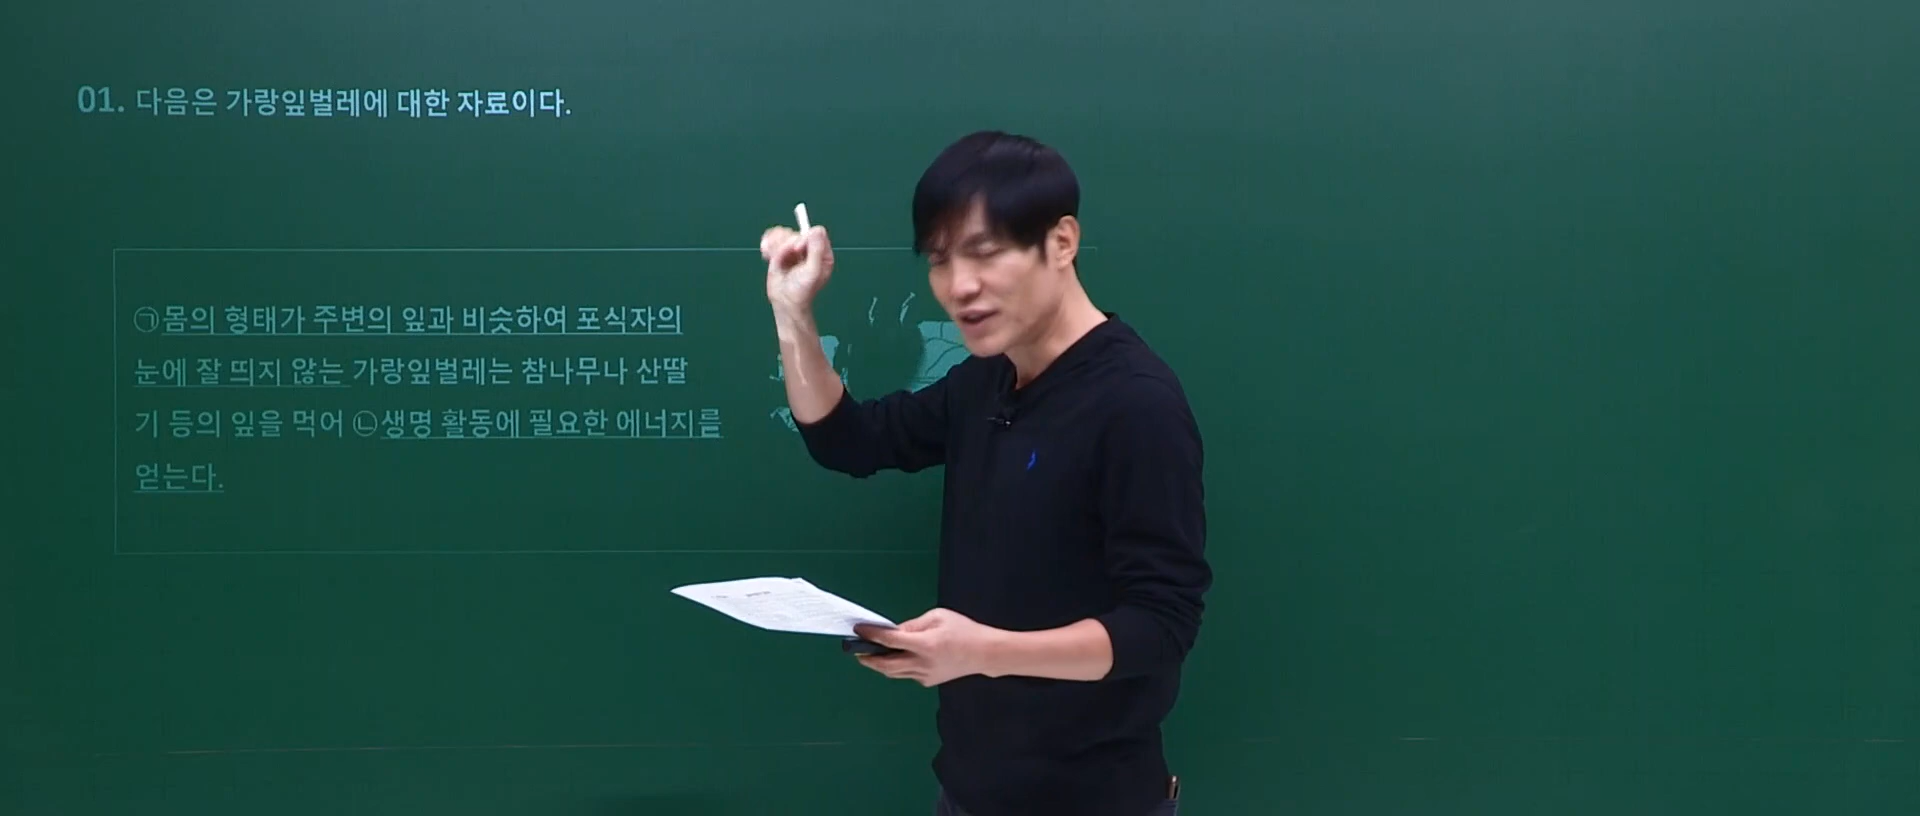 01. 다음은 가랑잎벌레에 대한 자료이다.
㉠몸의 형태가 주변의 잎과 비슷하여 포식자의
눈에 잘 띄지 않는 가랑잎벌레는 참나무나 산딸
기 등의 잎을 먹어 ㉡생명 활동에 필요한 에너지를
얻는다.